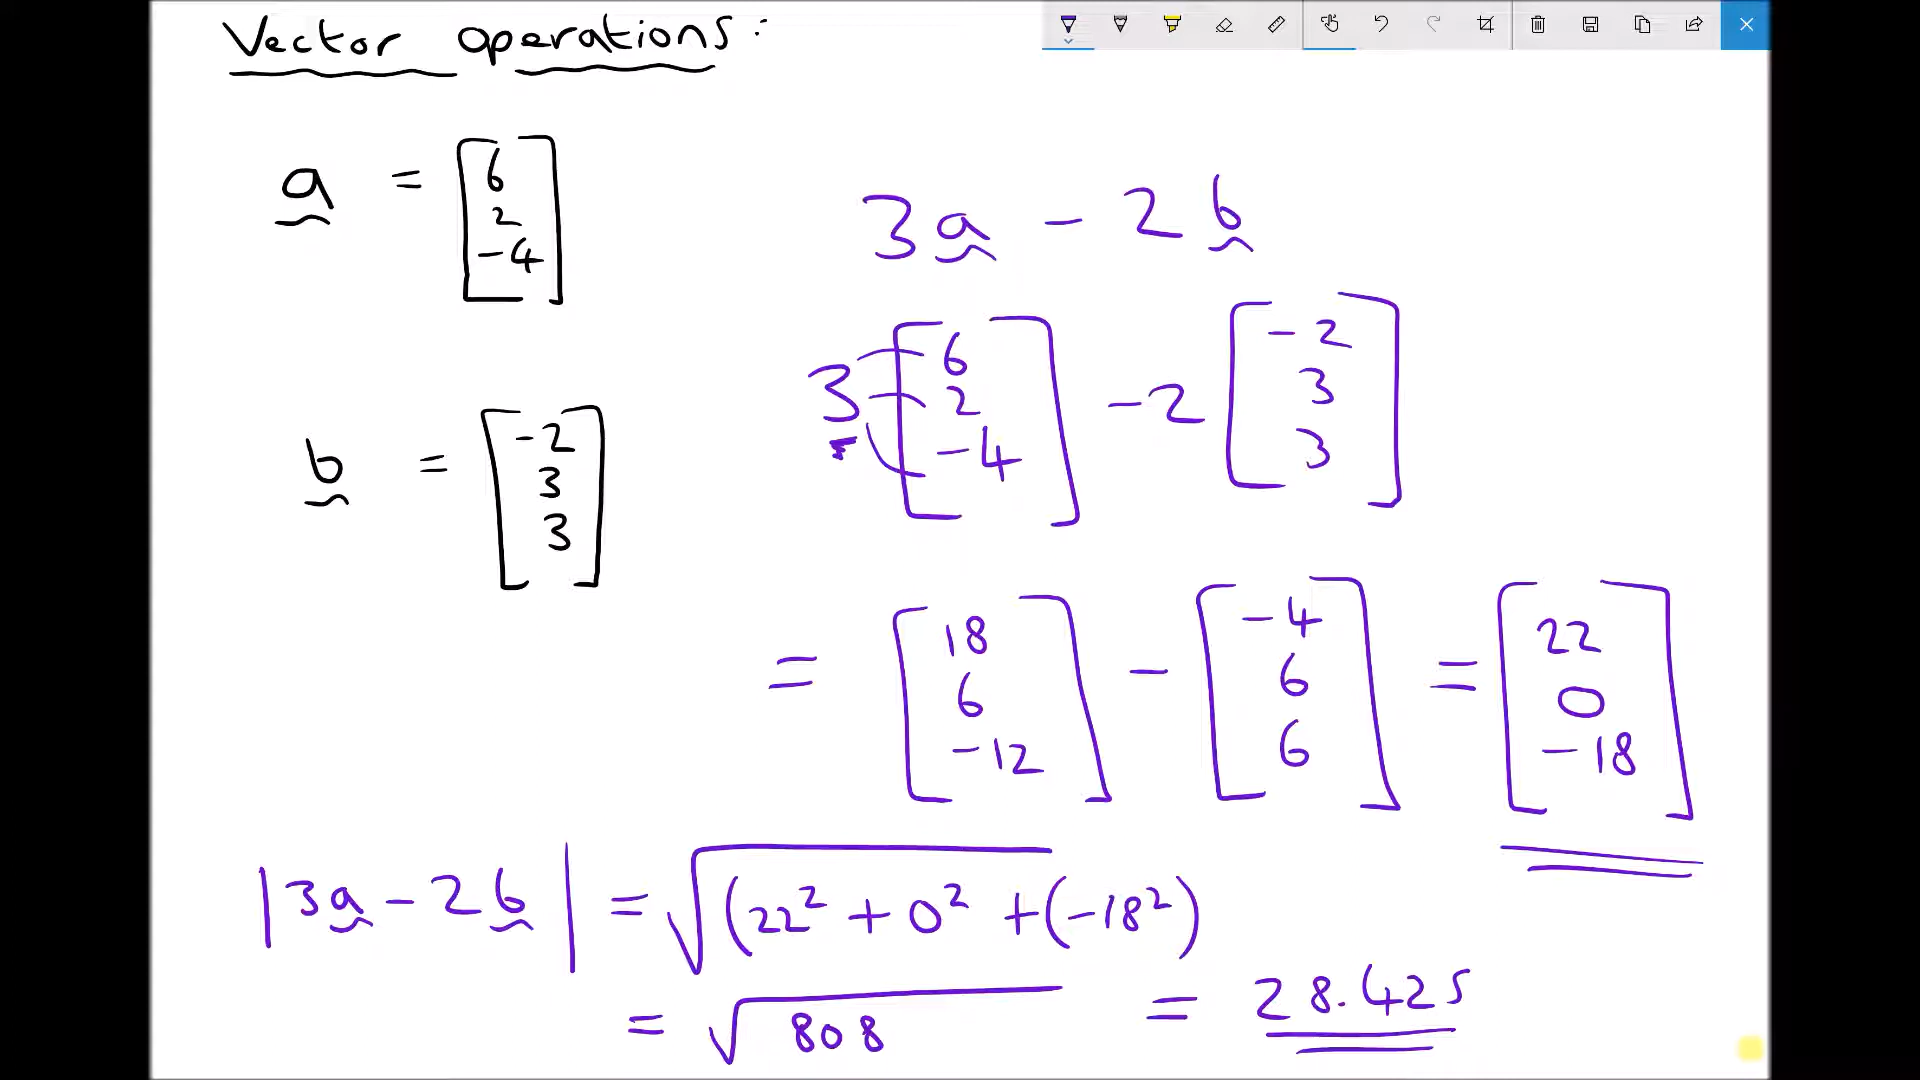 Vector operations:
a = [6 2 -4]
b = [-2 3 3]
3a - 2b
3 [6 2 -4] -2 [-2 3 3]
= [18 6 -12] - [-4 6 6] = [22 0 -18]
|3a - 2b| = √(22² + 0² + (-18²)
= √808 = 28.425